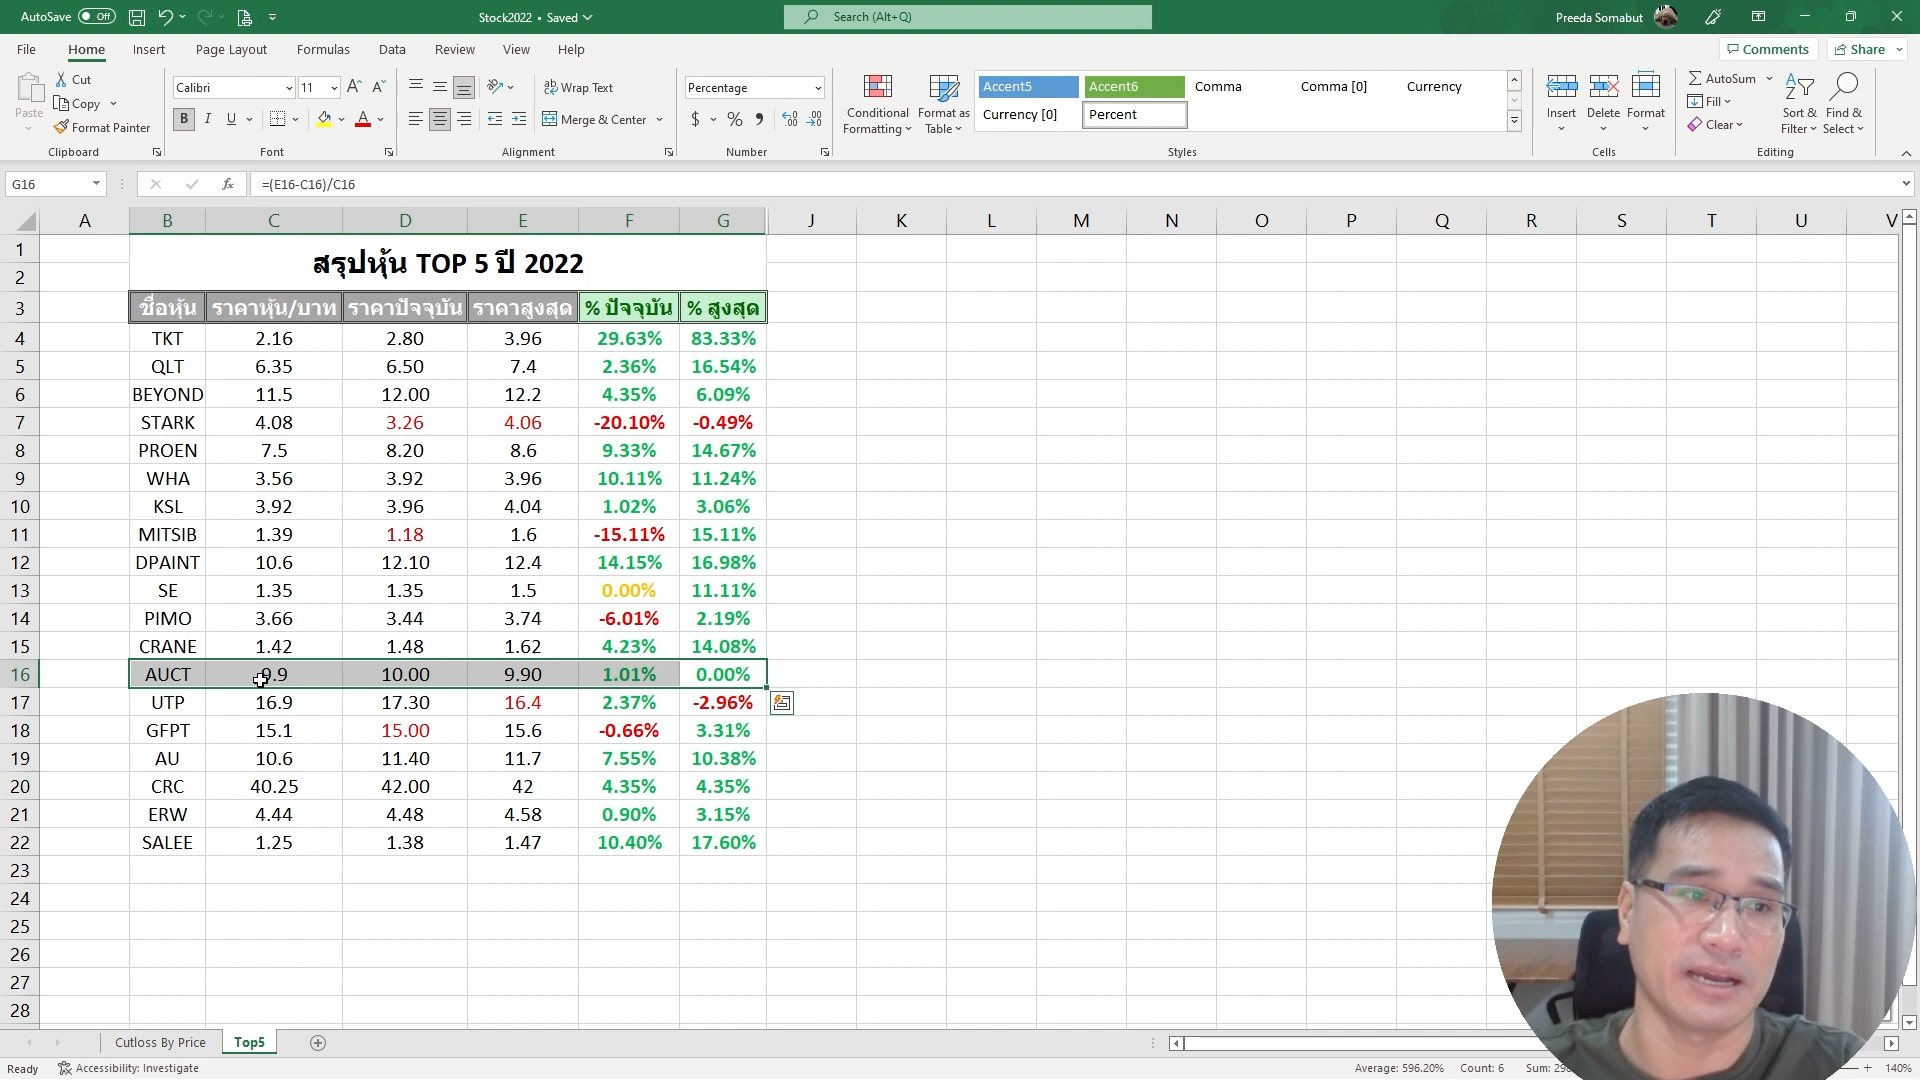 AutoSave Off Stock2022 • Saved Search (Alt+Q) Preeda Somabut
File Home Insert Page Layout Formulas Data Review View Help Comments Share
Paste Cut Copy Format Painter Clipboard
Calibri 11 A A B I U A Font
Wrap Text Merge & Center Alignment
Percentage $ % Number
Conditional Formatting Format as Table
Accent5 Accent6 Comma Comma [0] Currency
Currency [0] Percent
Styles
Insert Delete Format Cells
AutoSum Fill Clear Sort & Filter Find & Select Editing
G16 fx =(E16-C16)/C16
A B C D E F G J K L M N O P Q R S T U V
1
2 สรุปหุ้น TOP 5 ปี 2022
3 ชื่อหุ้น ราคาหุ้น/บาท ราคาปัจจุบัน ราคาสูงสุด % ปัจจุบัน % สูงสุด
4 TKT 2.16 2.80 3.96 29.63% 83.33%
5 QLT 6.35 6.50 7.4 2.36% 16.54%
6 BEYOND 11.5 12.00 12.2 4.35% 6.09%
7 STARK 4.08 3.26 4.06 -20.10% -0.49%
8 PROEN 7.5 8.20 8.6 9.33% 14.67%
9 WHA 3.56 3.92 3.96 10.11% 11.24%
10 KSL 3.92 3.96 4.04 1.02% 3.06%
11 MITSIB 1.39 1.18 1.6 -15.11% 15.11%
12 DPAINT 10.6 12.10 12.4 14.15% 16.98%
13 SE 1.35 1.35 1.5 0.00% 11.11%
14 PIMO 3.66 3.44 3.74 -6.01% 2.19%
15 CRANE 1.42 1.48 1.62 4.23% 14.08%
16 AUCT 9.9 10.00 9.90 1.01% 0.00%
17 UTP 16.9 17.30 16.4 2.37% -2.96%
18 GFPT 15.1 15.00 15.6 -0.66% 3.31%
19 AU 10.6 11.40 11.7 7.55% 10.38%
20 CRC 40.25 42.00 42 4.35% 4.35%
21 ERW 4.44 4.48 4.58 0.90% 3.15%
22 SALEE 1.25 1.38 1.47 10.40% 17.60%
23
24
25
26
27
28
Cutloss By Price Top5
Ready Accessibility: Investigate Average: 596.20% Count: 6 Sum: 140%